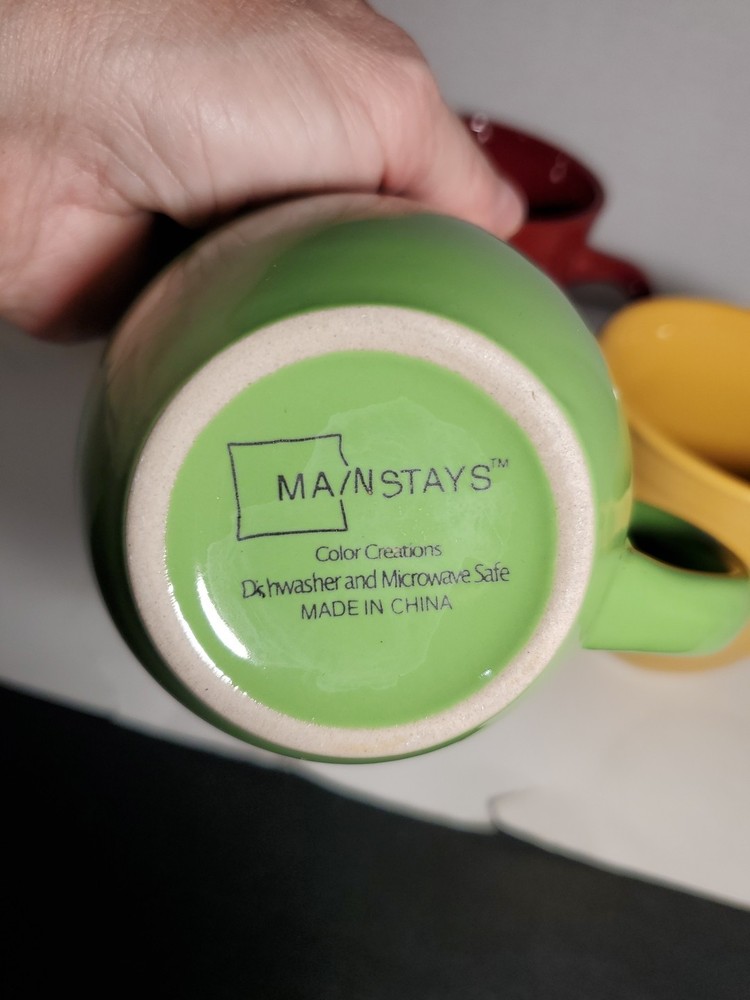 MAINSTAYS™
Color Creations
Dishwasher and Microwave Safe
MADE IN CHINA